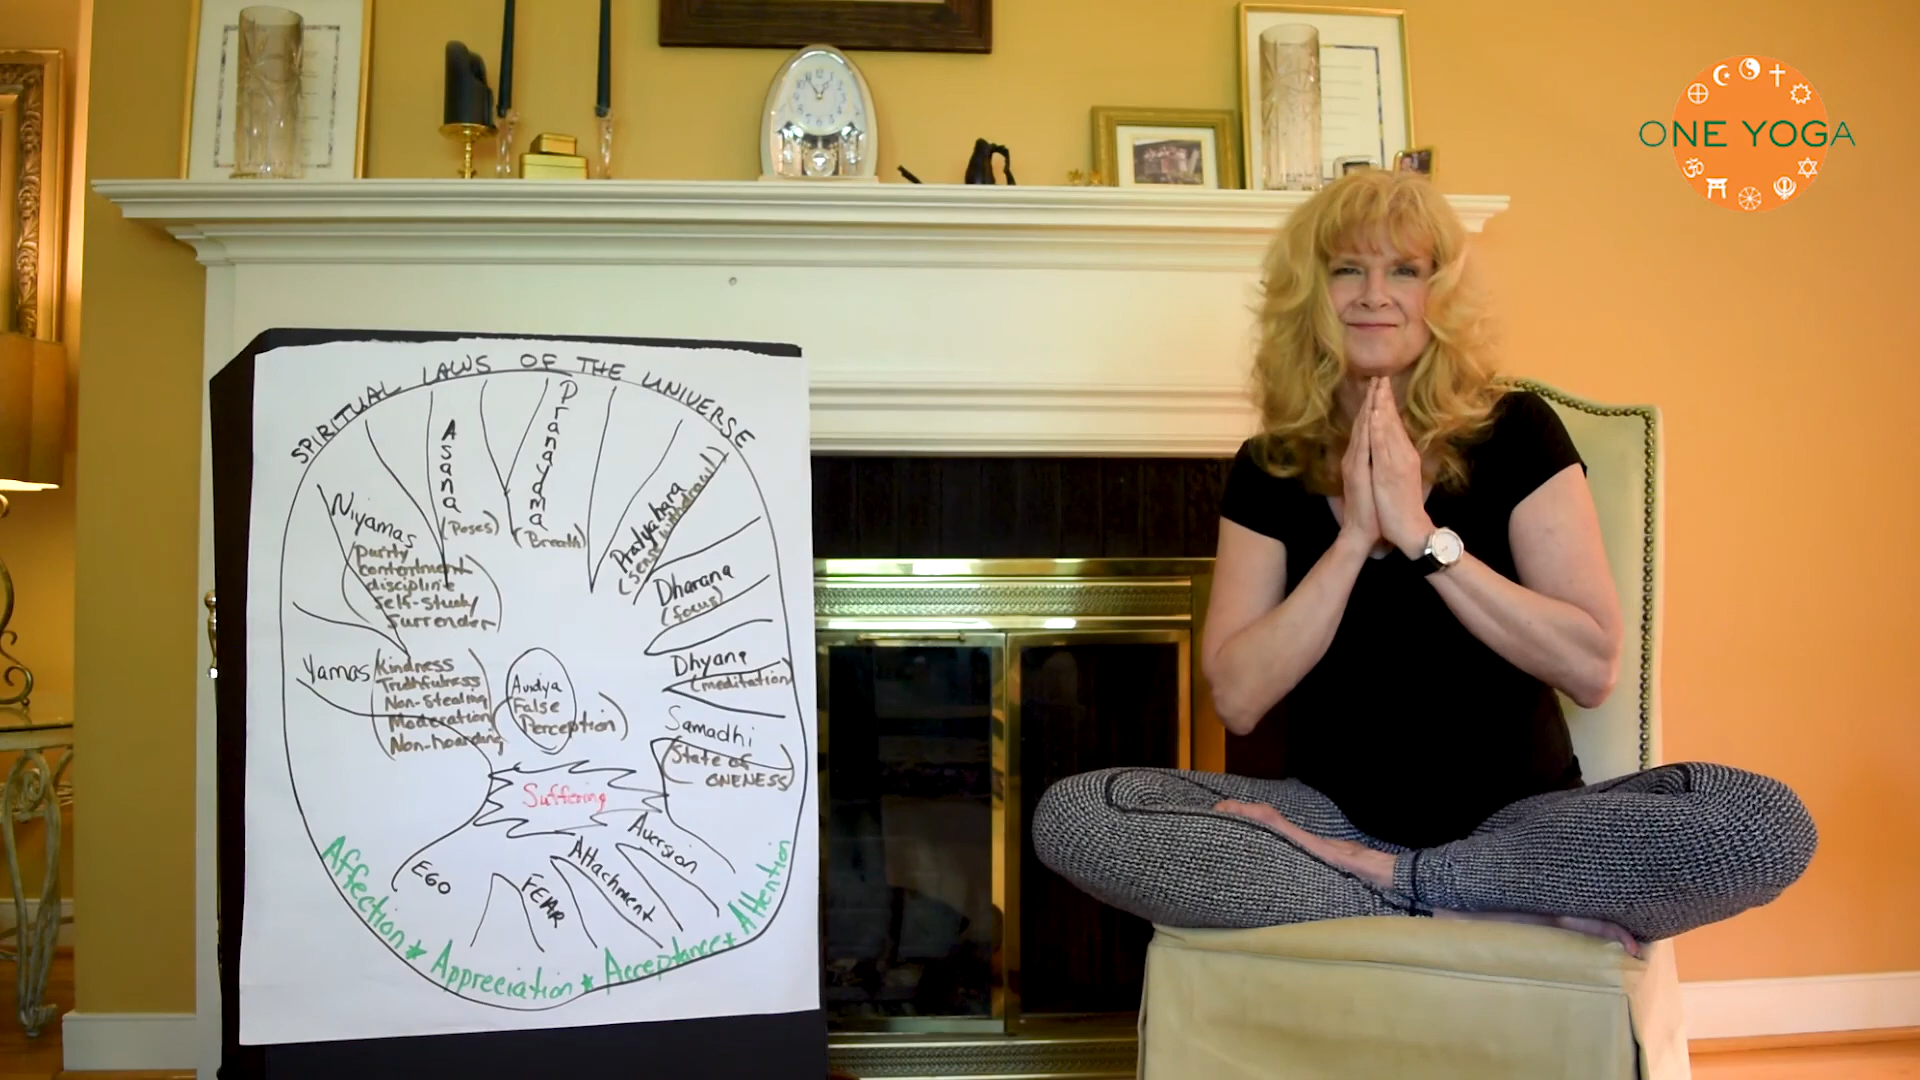 ONE YOGA
SPIRITUAL LAWS OF THE UNIVERSE
Niyamas
purity
contentment
discipline
self-study
surrender
Asana
(Poses)
Pranayama
(Breath)
Pratyahara
(sense withdrawl)
Dharana
(focus)
Dhyana
(meditation)
Samadhi
(State of
ONENESS)
Yamas
Kindness
Truthfulness
Non-Stealing
Moderation
Non-hoarding
Avidya
False
Perception)
Suffering
EGO
FEAR
Attachment
Aversion
Affection * Appreciation * Acceptance * Attention